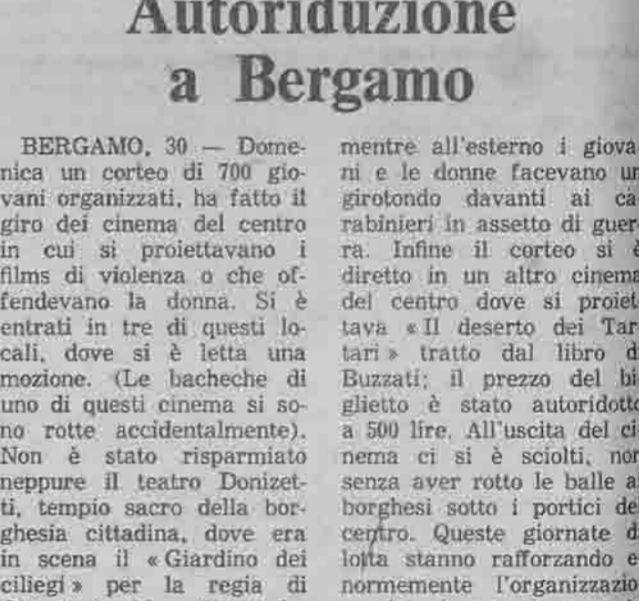 Autoriduzione
a Bergamo
BERGAMO, 30 — Dome-
nica un corteo di 700 gio-
vani organizzati, ha fatto il
giro dei cinema del centro
in cui si proiettavano i
films di violenza o che of-
fendevano la donna. Si è
entrati in tre di questi lo-
cali, dove si è letta una
mozione. (Le bacheche di
uno di questi cinema si so-
no rotte accidentalmente).
Non è stato risparmiato
neppure il teatro Donizet-
ti, tempio sacro della bor-
ghesia cittadina, dove era
in scena il « Giardino dei
ciliegi » per la regia di
mentre all'esterno i giova-
ni e le donne facevano un
girotondo davanti ai ca-
rabinieri in assetto di guer-
ra. Infine il corteo si è
diretto in un altro cinema
del centro dove si proiet
tava « Il deserto dei Tar
tari » tratto dal libro d
Buzzati; il prezzo del bi
glietto è stato autoridotto
a 500 lire. All'uscita del ci
nema ci si è sciolti, non
senza aver rotto le balle a
borghesi sotto i portici de
centro. Queste giornate d
lotta stanno rafforzando e
normemente l'organizzazio